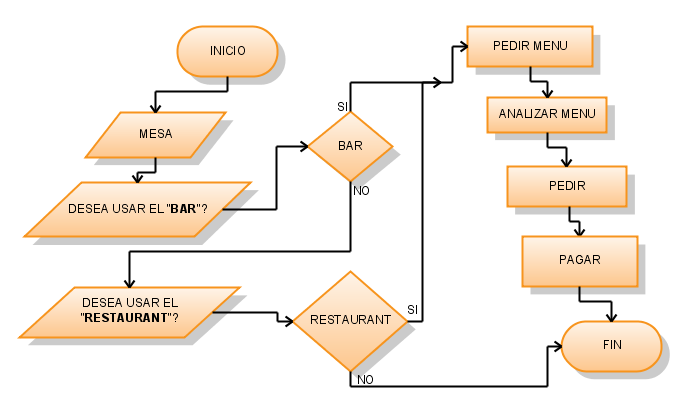 INICIO
MESA
DESEA USAR EL "BAR"?
BAR
SI
NO
DESEA USAR EL
"RESTAURANT"?
RESTAURANT
SI
NO
PEDIR MENU
ANALIZAR MENU
PEDIR
PAGAR
FIN